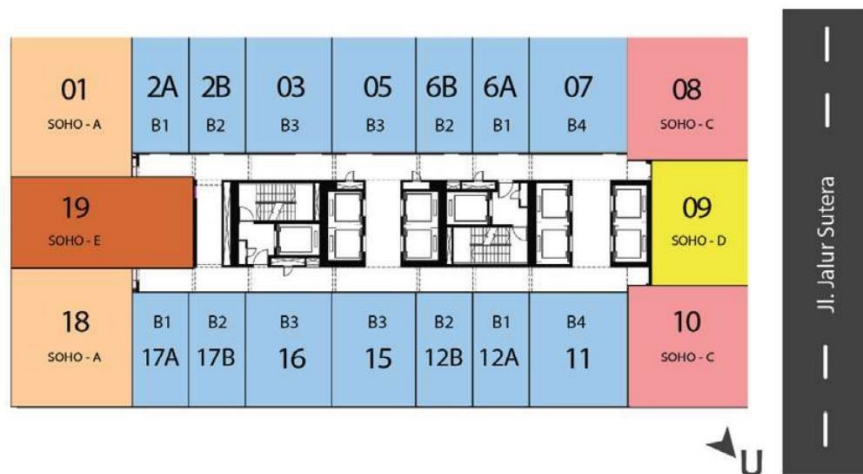 01
SOHO - A
2A
B1
2B
B2
03
B3
05
B3
6B
B2
6A
B1
07
B4
08
SOHO - C
19
SOHO - E
09
SOHO - D
Jl. Jalur Sutera
18
SOHO - A
B1
17A
B2
17B
B3
16
B3
15
B2
12B
B1
12A
B4
11
10
SOHO - C
U